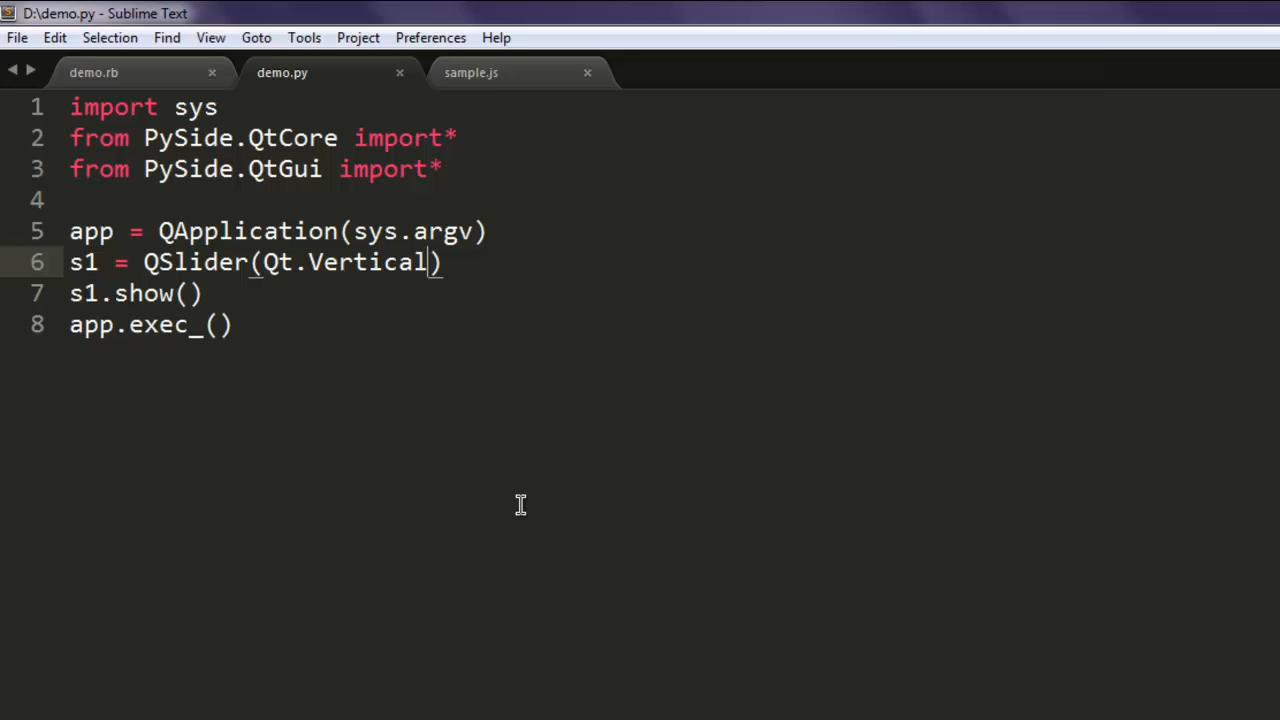 D:\demo.py - Sublime Text
File Edit Selection Find View Goto Tools Project Preferences Help
demo.rb × demo.py × sample.js ×
1 import sys
2 from PySide.QtCore import*
3 from PySide.QtGui import*
4
5 app = QApplication(sys.argv)
6 s1 = QSlider(Qt.Vertical)
7 s1.show()
8 app.exec_()